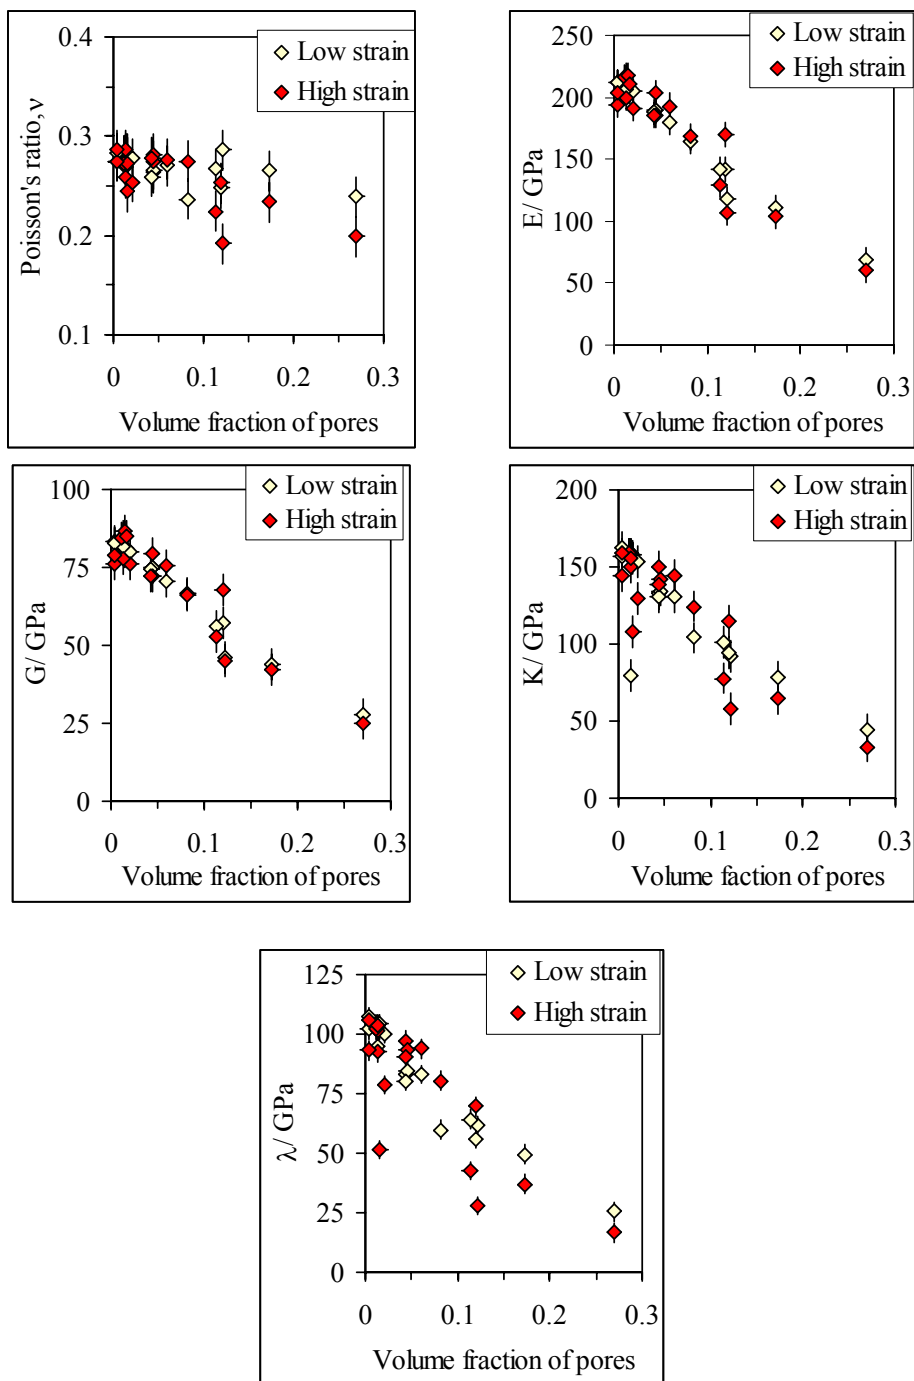 0.4
0.3
0.2
0.1
Poisson's ratio,ν
Low strain
High strain
0 0.1 0.2 0.3
Volume fraction of pores
250
200
150
100
50
0
E/ GPa
Low strain
High strain
0 0.1 0.2 0.3
Volume fraction of pores
100
75
50
25
0
G/ GPa
Low strain
High strain
0 0.1 0.2 0.3
Volume fraction of pores
200
150
100
50
0
K/ GPa
Low strain
High strain
0 0.1 0.2 0.3
Volume faction of pores
125
100
75
50
25
0
λ/ GPa
Low strain
High strain
0 0.1 0.2 0.3
Volume fraction of pores